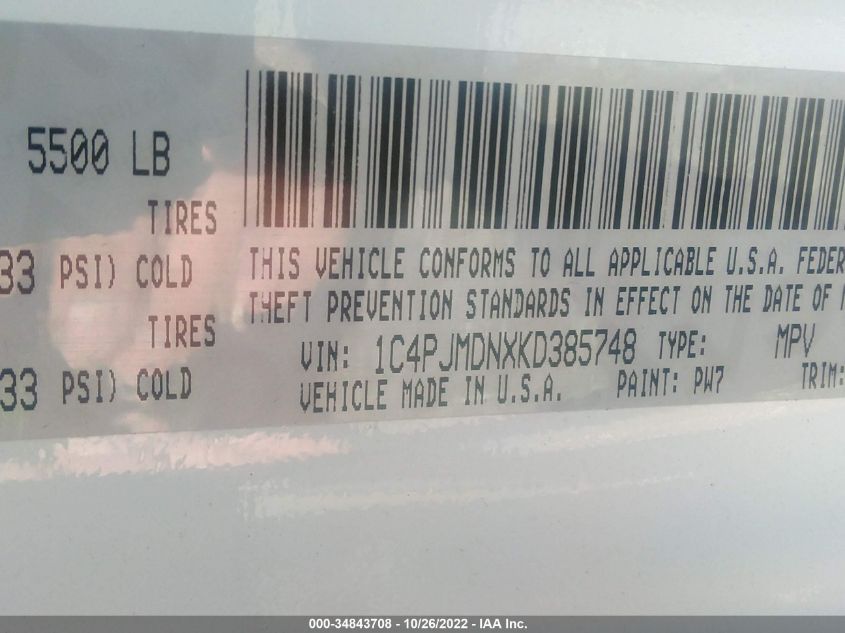 5500 LB
TIRES
33 PSI) COLD
TIRES
33 PSI) COLD
THIS VEHICLE CONFORMS TO ALL APPLICABLE U.S.A. FEDER
THEFT PREVENTION STANDARDS IN EFFECT ON THE DATE OF
VIN: 1C4PJMDNXKD385748 TYPE: MPV
VEHICLE MADE IN U.S.A. PAINT: PW7 TRIM:
000-34843708 - 10/26/2022 - IAA Inc.